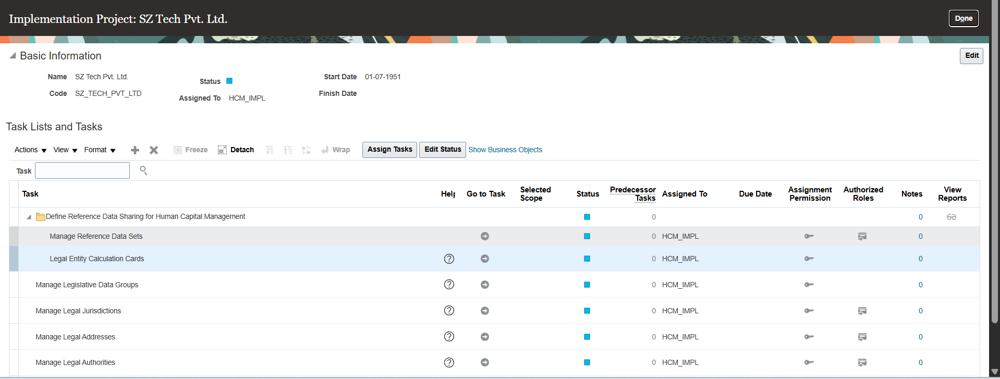 Implementation Project: SZ Tech Pvt. Ltd.
Done
Basic Information
Edit
Name SZ Tech Pvt. Ltd.
Status
Start Date 01-07-1951
Code SZ_TECH_PVT_LTD
Assigned To HCM_IMPL
Finish Date
Task Lists and Tasks
Actions View Format Freeze Detach Wrap Assign Tasks Edit Status Show Business Objects
Task
Task Help Go to Task Selected Scope Status Predecessor Tasks Assigned To Due Date Assignment Permission Authorized Roles Notes View Reports
Define Reference Data Sharing for Human Capital Management 0 0
Manage Reference Data Sets 0 HCM_IMPL 0
Legal Entity Calculation Cards ? 0 HCM_IMPL 0
Manage Legislative Data Groups ? 0 HCM_IMPL 0
Manage Legal Jurisdictions ? 0 HCM_IMPL 0
Manage Legal Addresses ? 0 HCM_IMPL 0
Manage Legal Authorities ? 0 HCM_IMPL 0